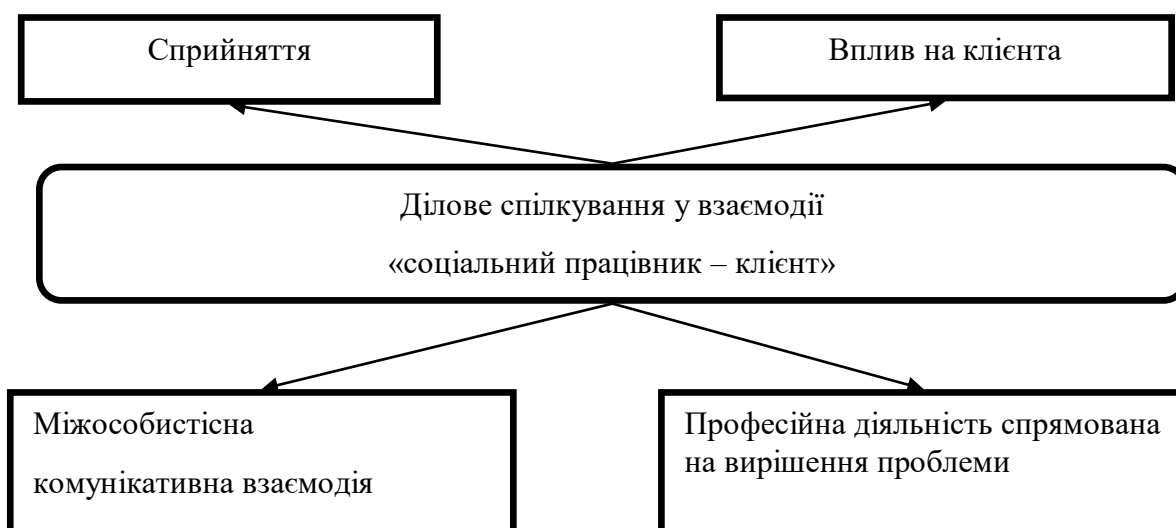 Сприйняття
Вплив на клієнта
Ділове спілкування у взаємодії
«соціальний працівник – клієнт»
Міжособистісна
комунікативна взаємодія
Професійна діяльність спрямована
на вирішення проблеми